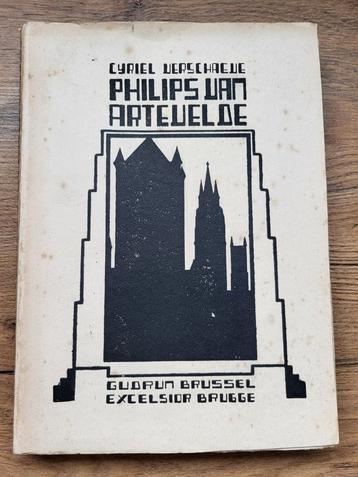 CYRIEL VERSCHAEVE
PHILIPS VAN
ARTEVELDE
GUDRUN BRUSSEL
EXCELSIOR BRUGGE